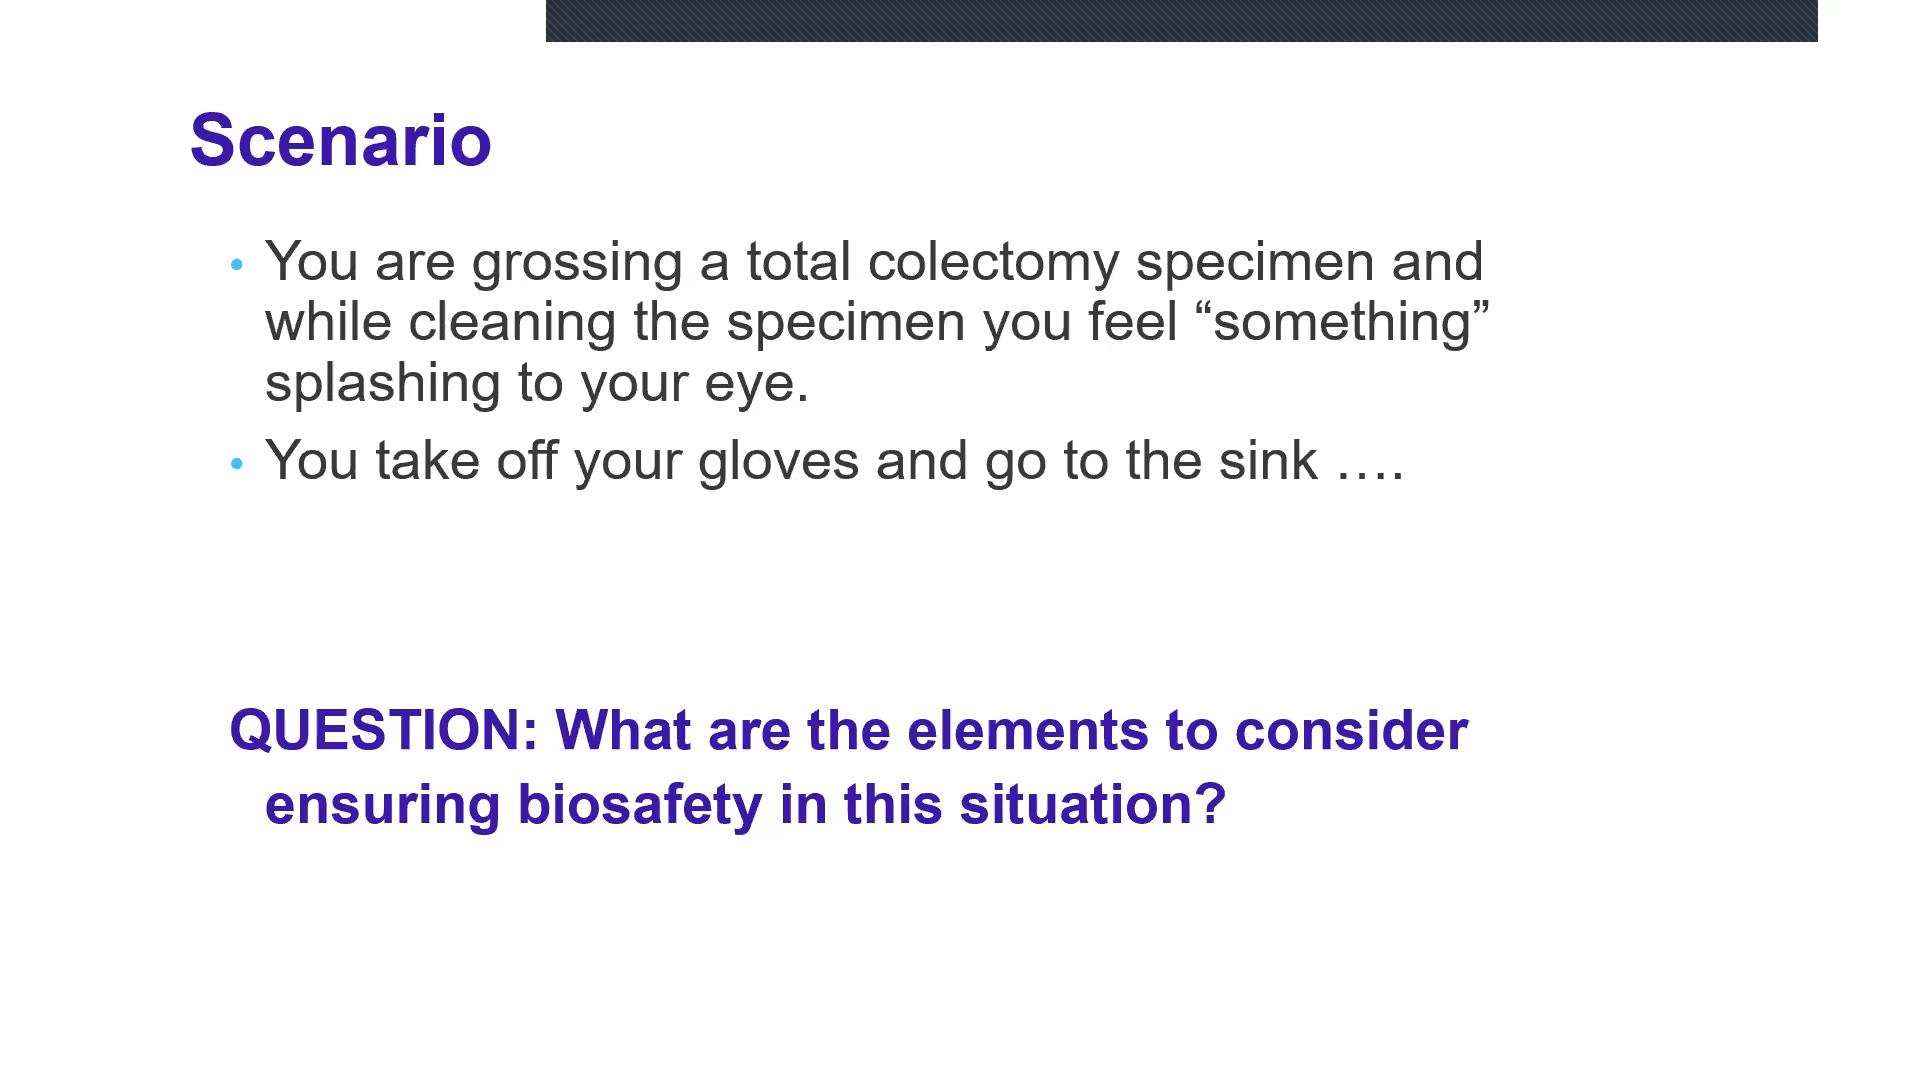 Scenario
• You are grossing a total colectomy specimen and
while cleaning the specimen you feel “something”
splashing to your eye.
• You take off your gloves and go to the sink ….
QUESTION: What are the elements to consider
ensuring biosafety in this situation?